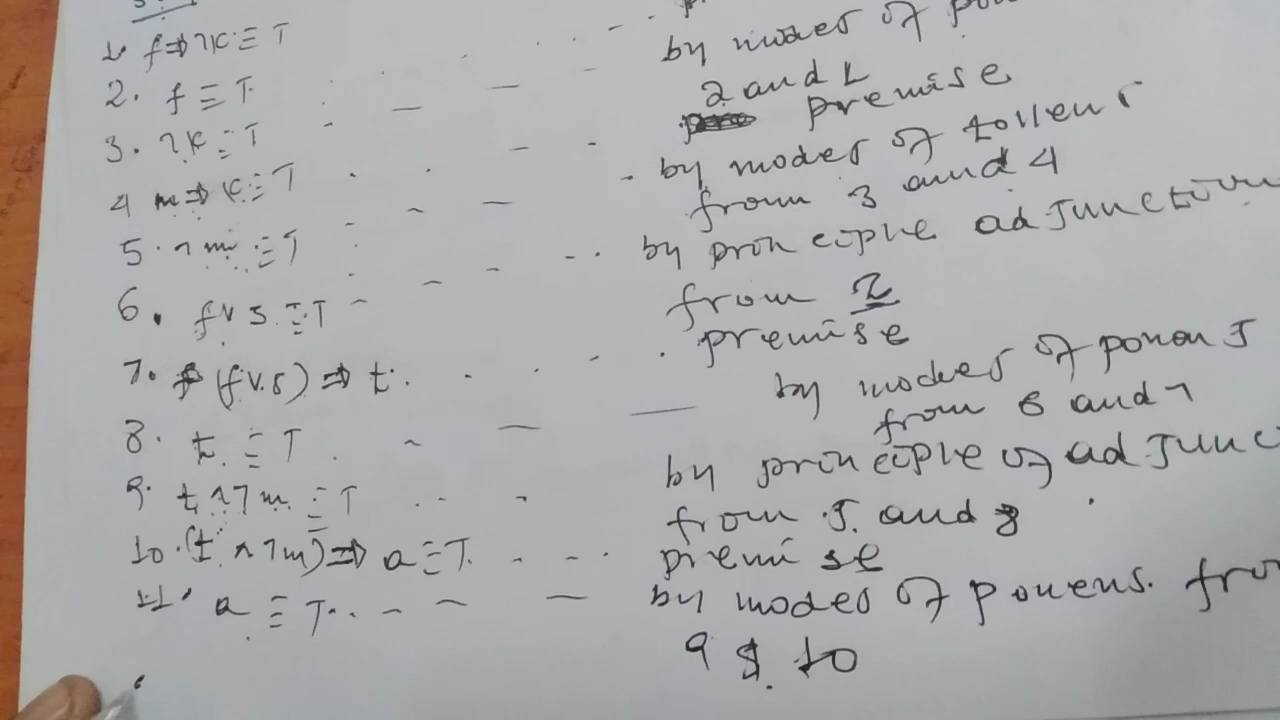 1. f⇒¬k ≡ T
2. f ≡ T
by modes of
3. ¬k ≡ T
2 and 1
premise
4 m⇒k ≡ T
by modes of tollens
from 3 and 4
5. ¬m ≡ T
by principle adjunction
from 2
6. f∨s ≡ T
premise
7. (f∨s) ⇒ t
by modes of ponens
from 6 and 7
8. t ≡ T
by principle of adjunc
9. t∧¬m ≡ T
from 5 and 8
10. (t∧¬m)⇒ a ≡ T
premise
11. a ≡ T
by modes of ponens. fro
9 & 10